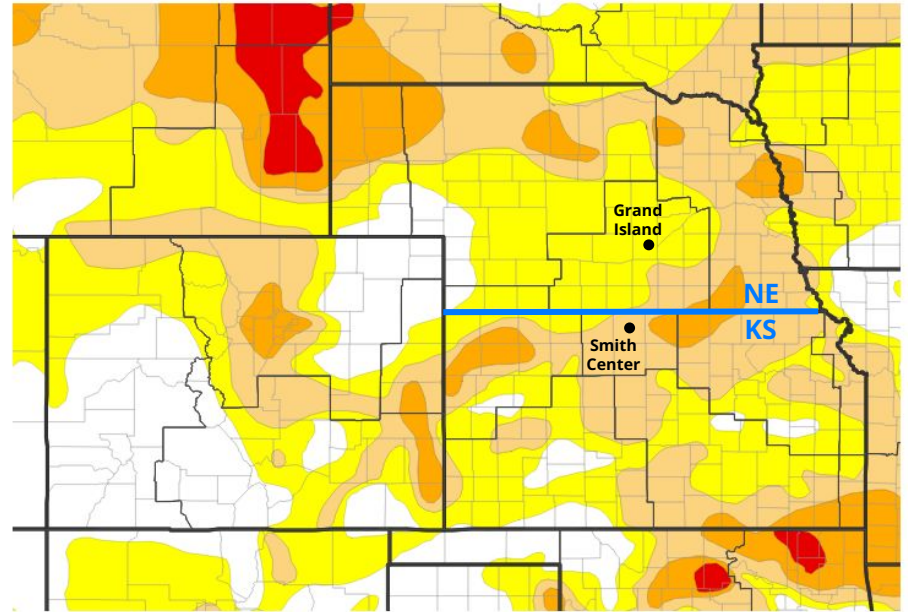 Grand
Island
NE
KS
Smith
Center